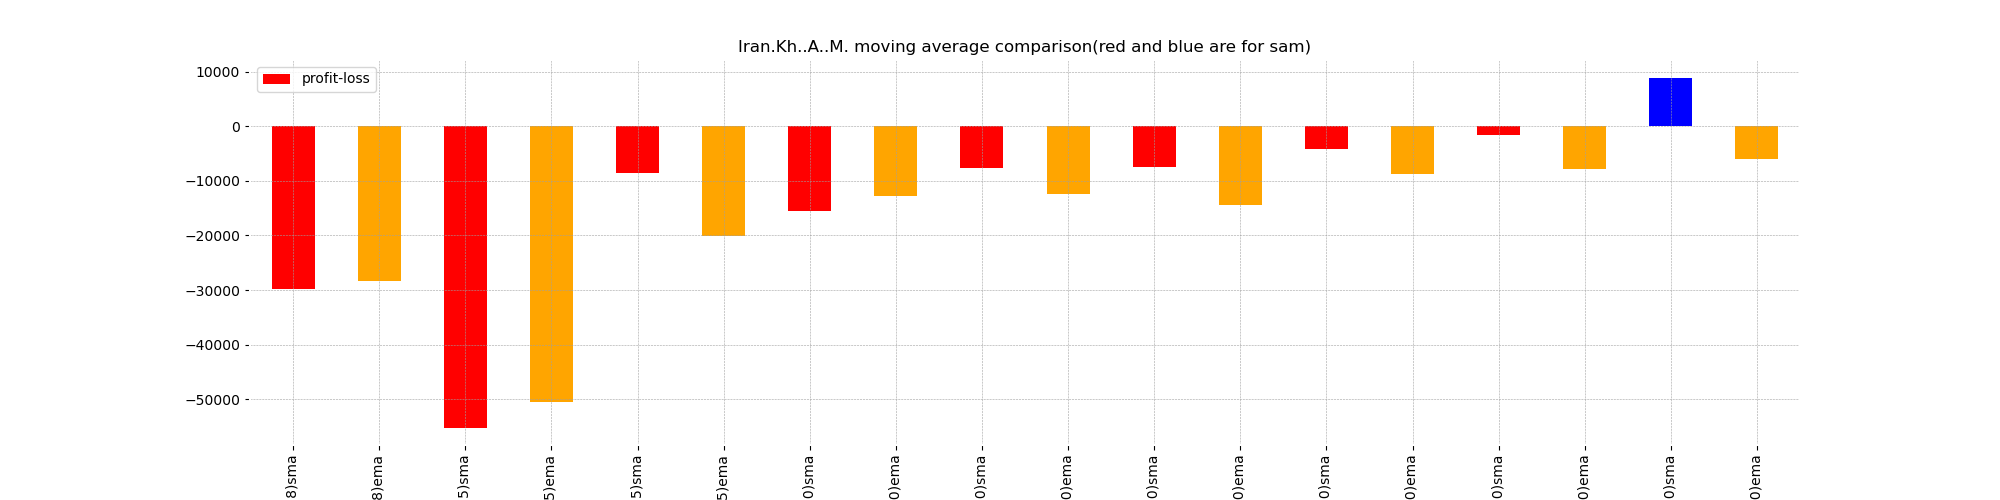 Iran.Kh..A..M. moving average comparison(red and blue are for sam)
profit-loss
10000
0
−10000
−20000
−30000
−40000
−50000
8)sma
8)ema
5)sma
5)ema
5)sma
5)ema
0)sma
0)ema
0)sma
0)ema
0)sma
0)ema
0)sma
0)ema
0)sma
0)ema
0)sma
0)ema